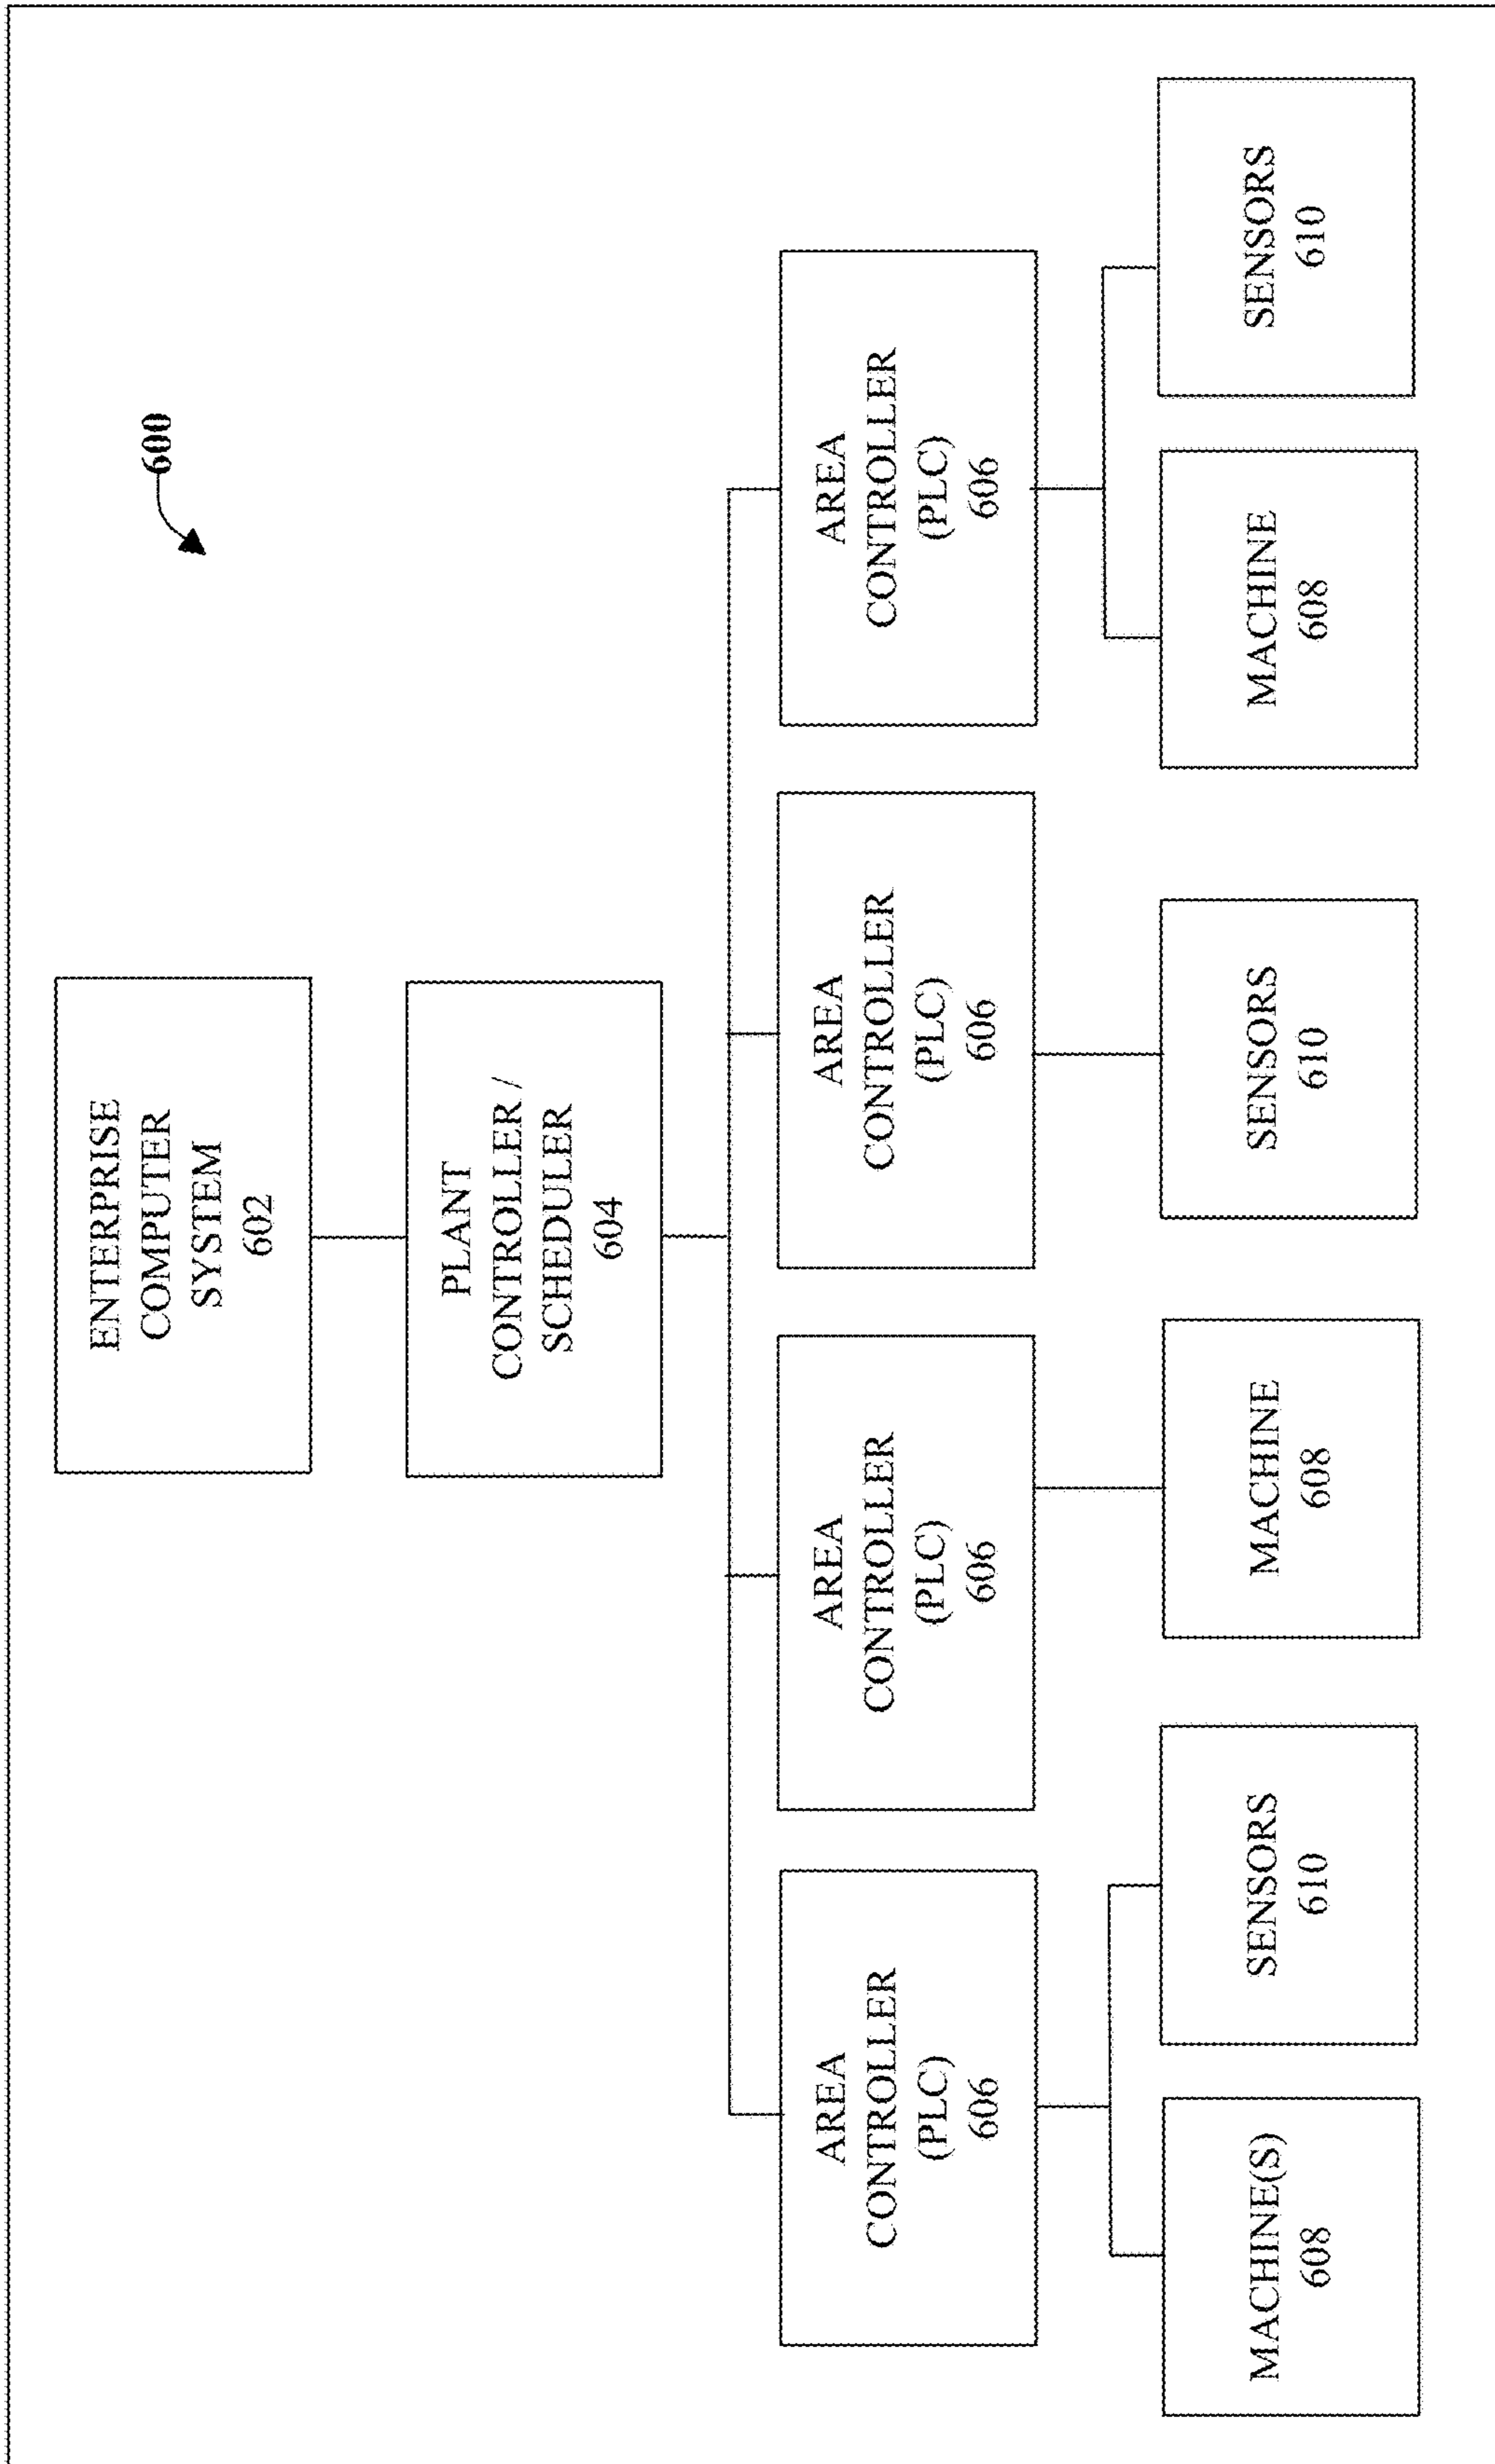 600
ENTERPRISE
COMPUTER
SYSTEM
602
PLANT
CONTROLLER /
SCHEDULER
604
AREA
CONTROLLER
(PLC)
606
AREA
CONTROLLER
(PLC)
606
AREA
CONTROLLER
(PLC)
606
AREA
CONTROLLER
(PLC)
606
MACHINE(S)
608
SENSORS
610
MACHINE
608
SENSORS
610
MACHINE
608
SENSORS
610